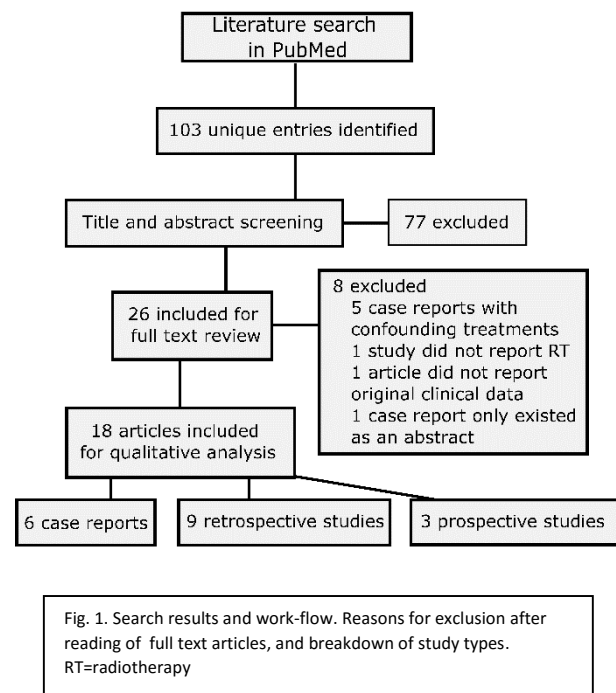 Literature search
in PubMed
103 unique entries identified
Title and abstract screening
77 excluded
26 included for
full text review
8 excluded
5 case reports with
confounding treatments
1 study did not report RT
1 article did not report
original clinical data
1 case report only existed
as an abstract
18 articles included
for qualitative analysis
6 case reports
9 retrospective studies
3 prospective studies
Fig. 1. Search results and work-flow. Reasons for exclusion after
reading of full text articles, and breakdown of study types.
RT=radiotherapy